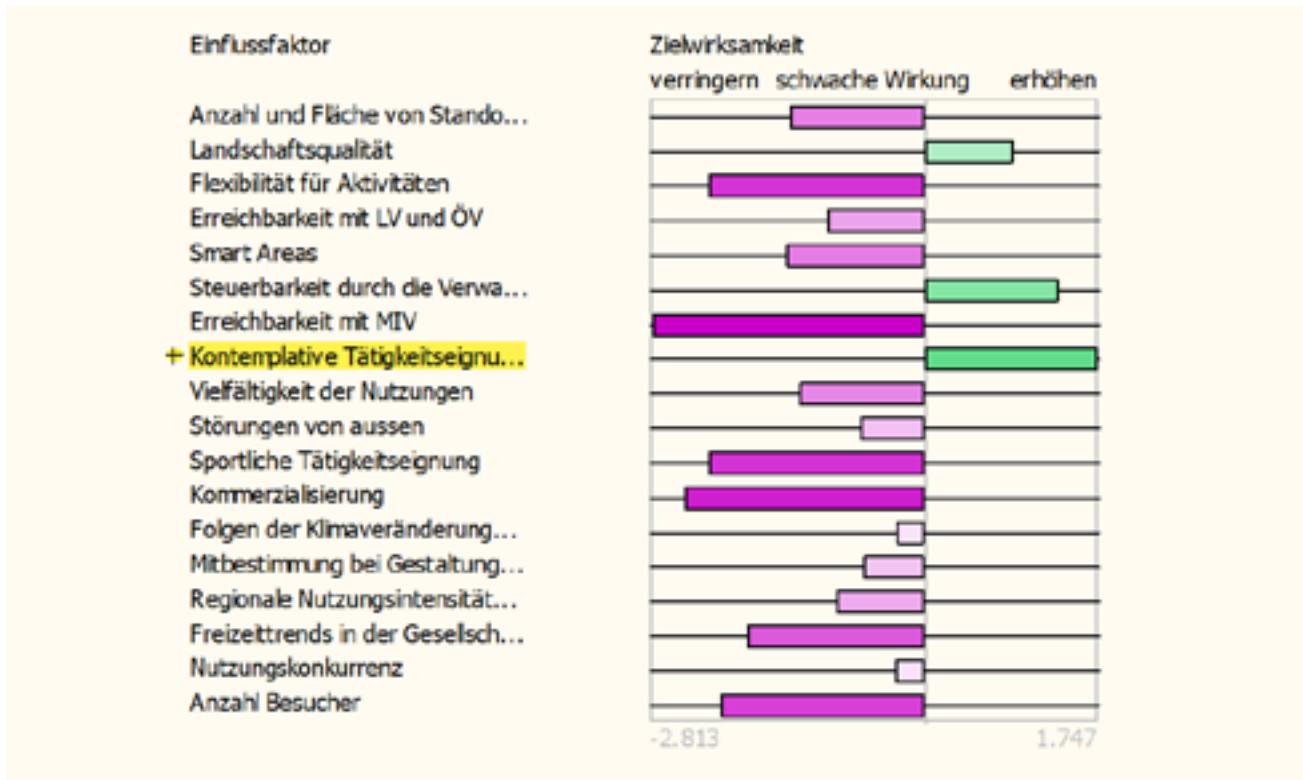 Einflussfaktor Zielwirksamkeit
verringern schwache Wirkung erhöhen
Anzahl und Fläche von Stando...
Landschaftsqualität
Flexibilität für Aktivitäten
Erreichbarkeit mit LV und ÖV
Smart Areas
Steuerbarkeit durch die Verwa...
Erreichbarkeit mit MIV
+ Kontemplative Tätigkeitseignu...
Vielfältigkeit der Nutzungen
Störungen von aussen
Sportliche Tätigkeitseignung
Kommerzialisierung
Folgen der Klimaveränderung...
Mitbestimmung bei Gestaltung...
Regionale Nutzungsintensität...
Freizeittrends in der Gesellsch...
Nutzungskonkurrenz
Anzahl Besucher
-2.813 1.747